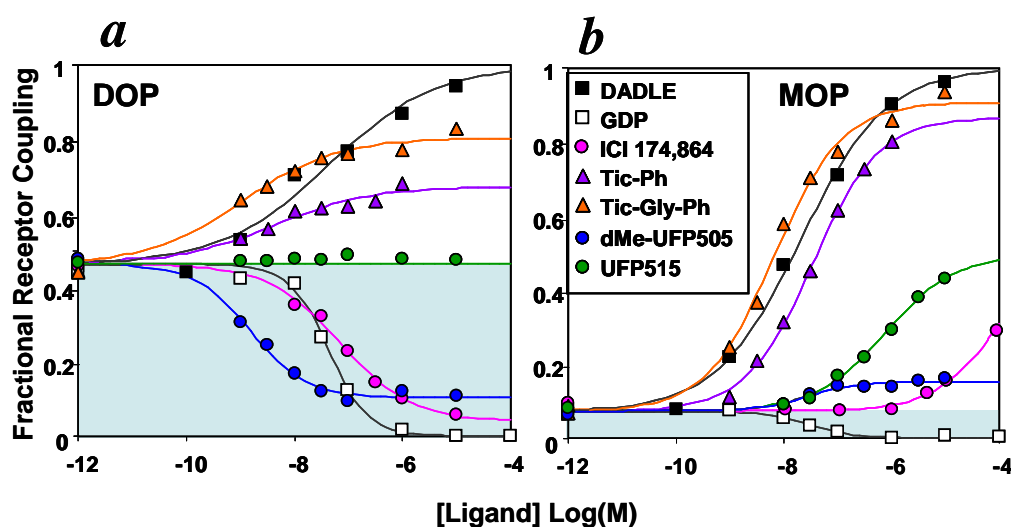 a
b
DOP
MOP
DADLE
GDP
ICI 174,864
Tic-Ph
Tic-Gly-Ph
dMe-UFP505
UFP515
Fractional Receptor Coupling
1
0.8
0.6
0.4
0.2
0
1
0.8
0.6
0.4
0.2
0
-12
-10
-8
-6
-4
-12
-10
-8
-6
-4
[Ligand] Log(M)